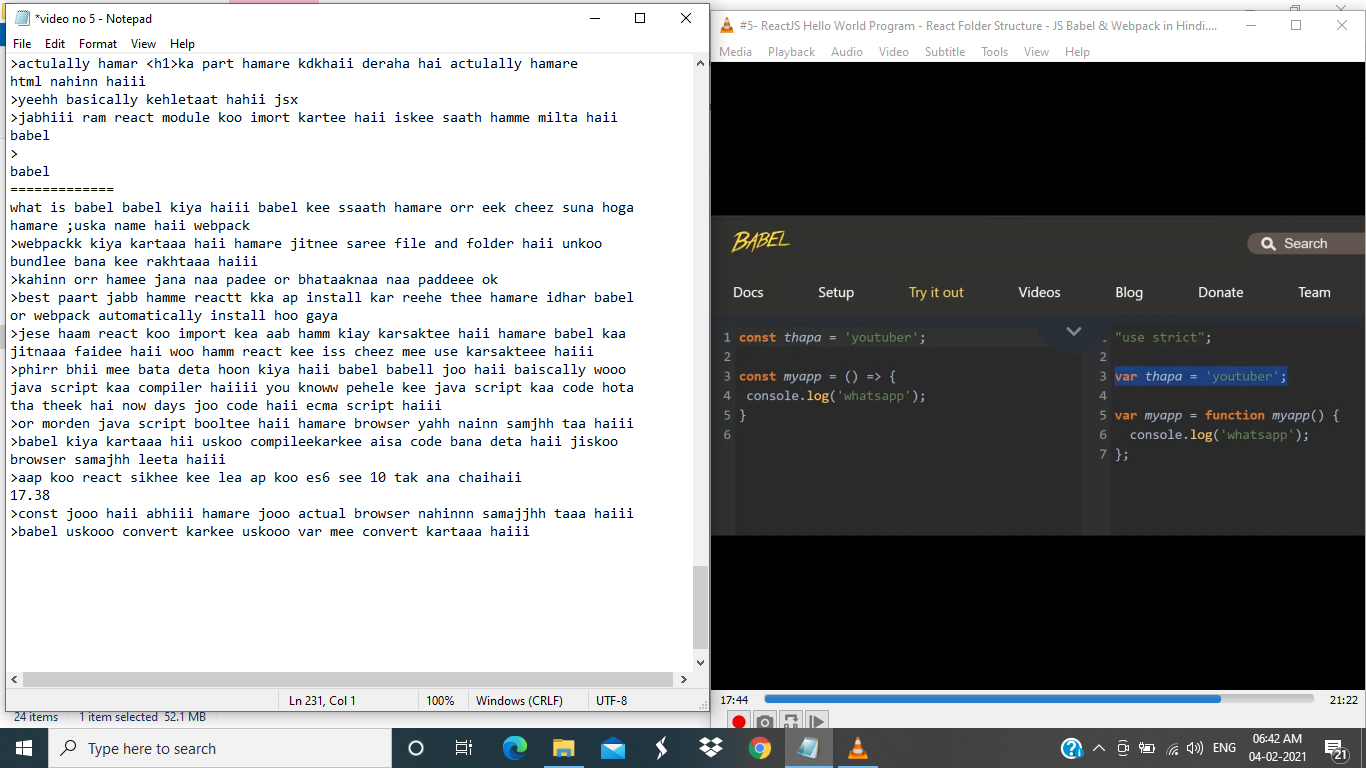 *video no 5 - Notepad
File Edit Format View Help
>actulally hamar <h1>ka part hamare kdkhaii deraha hai actulally hamare
html nahinn haiii
>yeehh basically kehletaat hahii jsx
>jabhiii ram react module koo imort kartee haii iskee saath hamme milta haii
babel
>
babel
=============
what is babel babel kiya haiii babel kee ssaath hamare orr eek cheez suna hoga
hamare ;uska name haii webpack
>webpackk kiya kartaaa haii hamare jitnee saree file and folder haii unkoo
bundlee bana kee rakhtaaa haiii
>kahinn orr hamee jana naa padee or bhataaknaa naa paddeee ok
>best paart jabb hamme reactt kka ap install kar reehe thee hamare idhar babel
or webpack automatically install hoo gaya
>jese haam react koo import kea aab hamm kiay karsaktee haii hamare babel kaa
jitnaaa faidee haii woo hamm react kee iss cheez mee use karsakteee haiii
>phirr bhii mee bata deta hoon kiya haii babel babell joo haii baiscally wooo
java script kaa compiler haiiii you knoww pehele kee java script kaa code hota
tha theek hai now days joo code haii ecma script haiii
>or morden java script booltee haii hamare browser yahh nainn samjhh taa haiii
>babel kiya kartaaa hii uskoo compileekarkee aisa code bana deta haii jiskoo
browser samajhh leeta haiii
>aap koo react sikhee kee lea ap koo es6 see 10 tak ana chaihaii
17.38
>const jooo haii abhiii hamare jooo actual browser nahinnn samajjhh taaa haiii
>babel uskooo convert karkee uskooo var mee convert kartaaa haiii
Ln 231, Col 1 100% Windows (CRLF) UTF-8
24 items 1 item selected 52.1 MB
#5- ReactJS Hello World Program - React Folder Structure - JS Babel & Webpack in Hindi....
Media Playback Audio Video Subtitle Tools View Help
BABEL
Search
Docs Setup Try it out Videos Blog Donate Team
1 const thapa = 'youtuber';
2
3 const myapp = () => {
4 console.log('whatsapp');
5 }
6
"use strict";
2
3 var thapa = 'youtuber';
4
5 var myapp = function myapp() {
6 console.log('whatsapp');
7 };
17:44 21:22
Type here to search
ENG
06:42 AM
04-02-2021
21